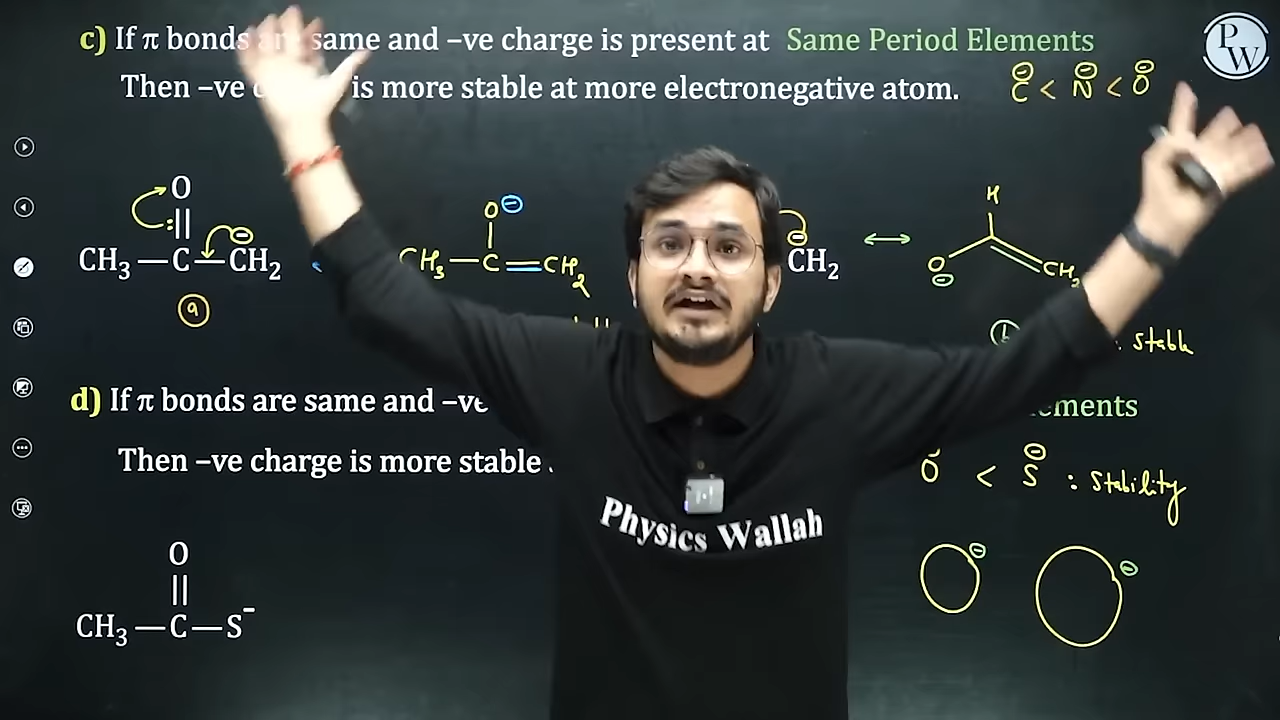 c) If π bonds are same and –ve charge is present at Same Period Elements
Then –ve is more stable at more electronegative atom. C⊖ < N⊖ < O⊖
PW
O
CH₃ — C — CH₂ ⊖
a
O ⊖
CH₃ — C = CH₂
⊖ CH₂ ↔
H
O ⊖ CH₂
b stable
d) If π bonds are same and –ve
Then –ve charge is more stable
O⁻ < S⊖ : Stability
⊖ ⊖
O
CH₃ — C — S⁻
Physics Wallah